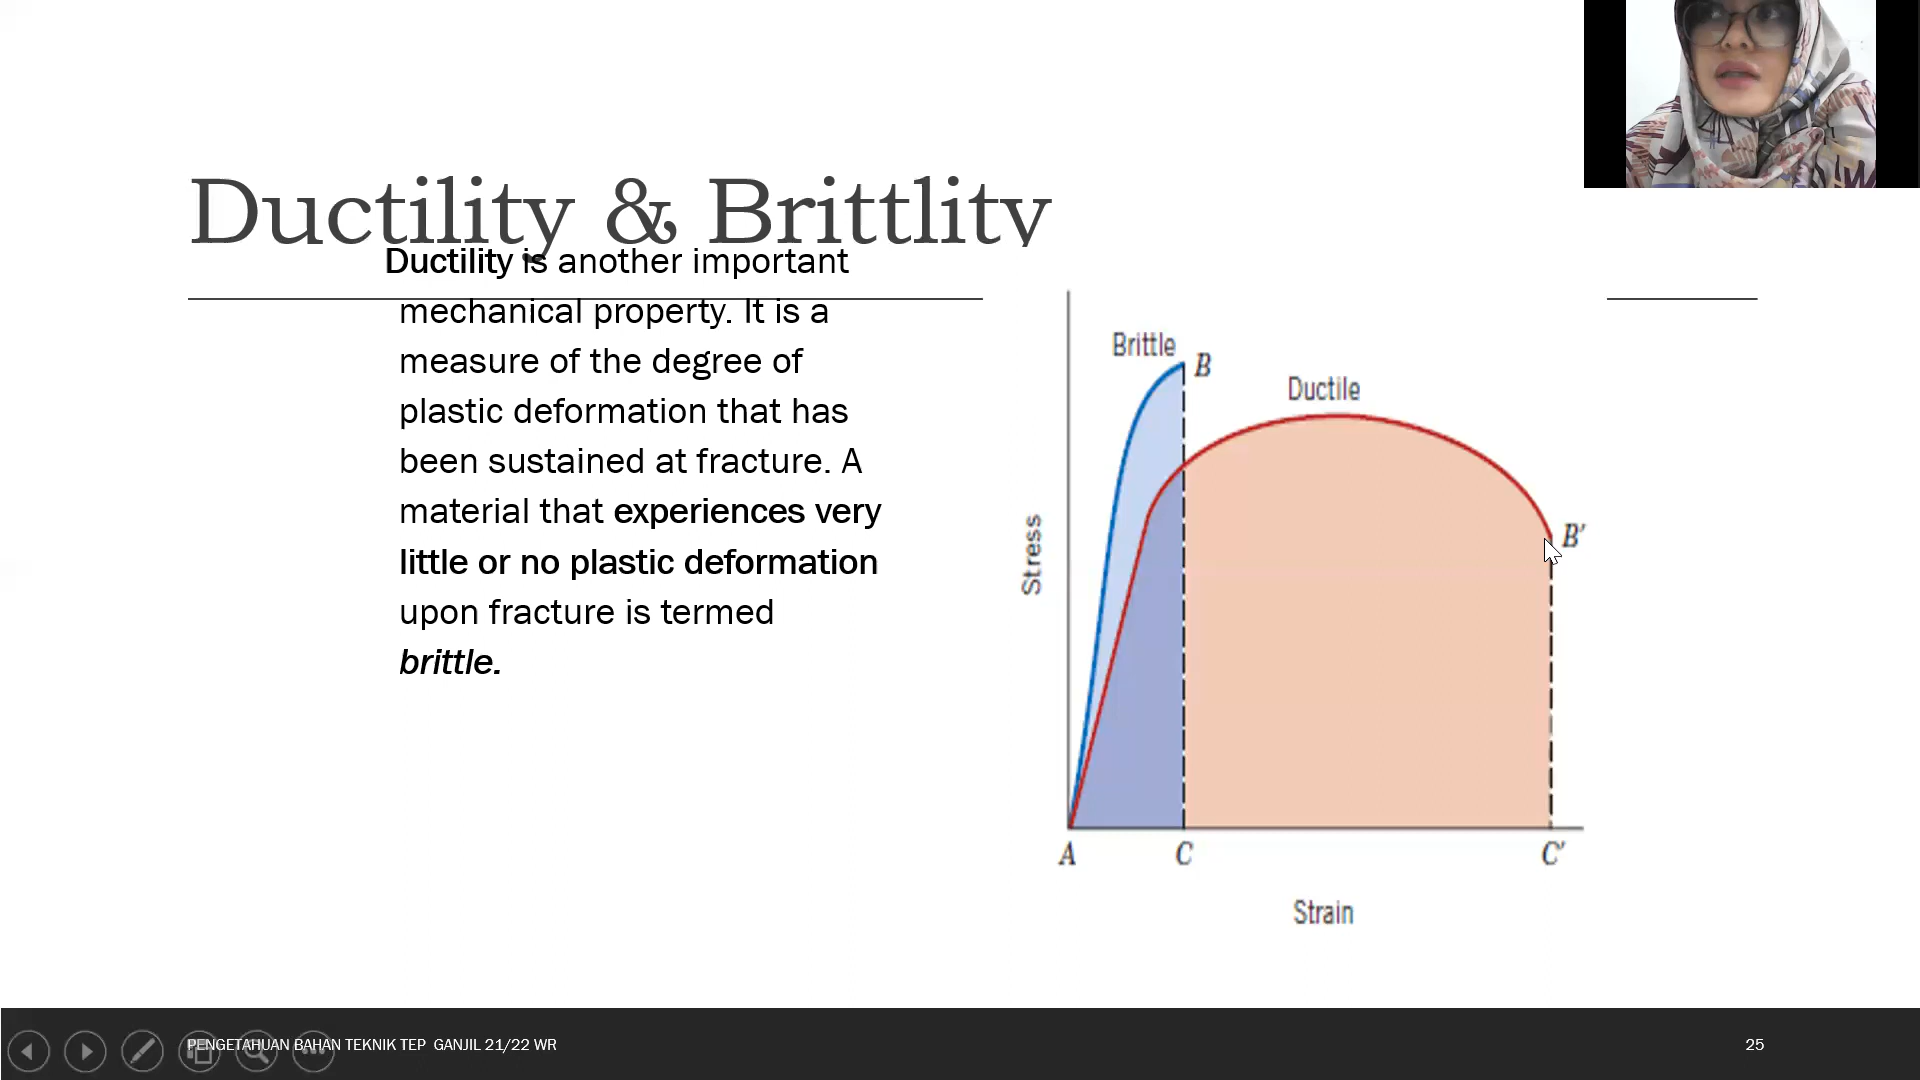 Ductility & Brittlity
Ductility is another important
mechanical property. It is a
measure of the degree of
plastic deformation that has
been sustained at fracture. A
material that experiences very
little or no plastic deformation
upon fracture is termed
brittle.
Brittle
B
Ductile
B′
Stress
A
C
C′
Strain
PENGETAHUAN BAHAN TEKNIK TEP GANJIL 21/22 WR
25